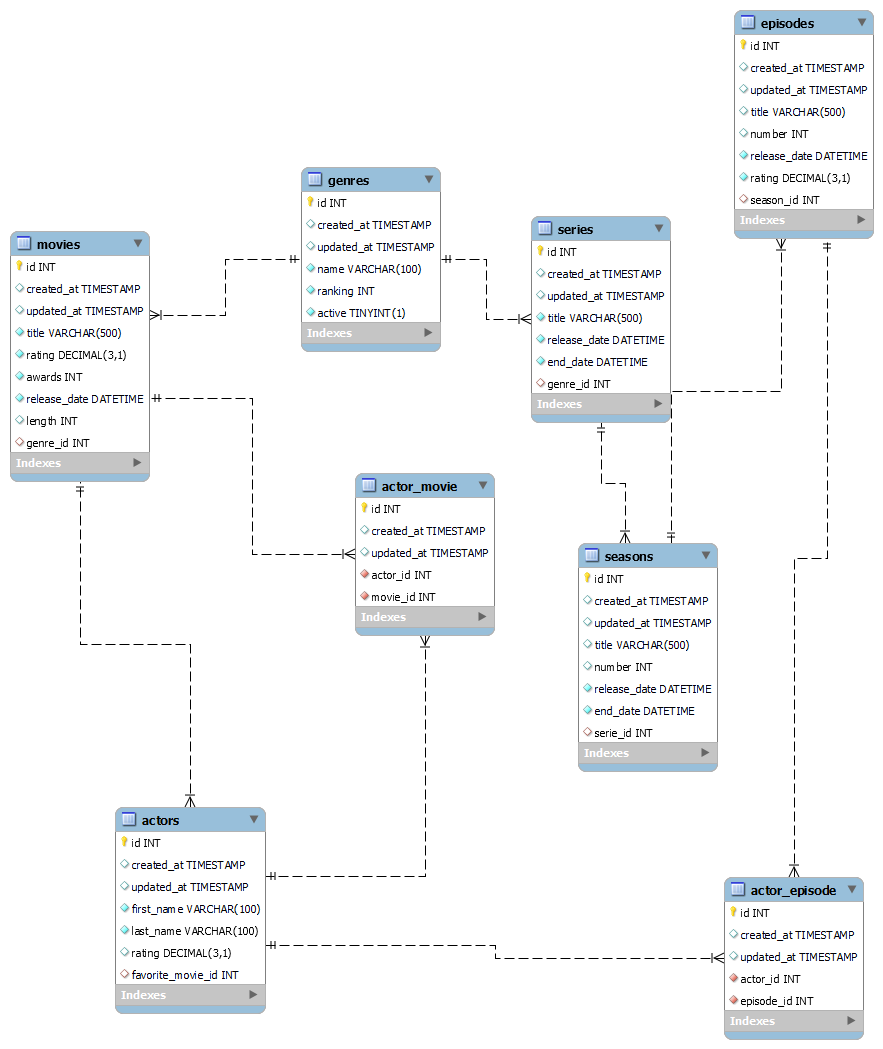 episodes
id INT
created_at TIMESTAMP
updated_at TIMESTAMP
title VARCHAR(500)
number INT
release_date DATETIME
rating DECIMAL(3,1)
season_id INT
Indexes
genres
id INT
created_at TIMESTAMP
updated_at TIMESTAMP
name VARCHAR(100)
ranking INT
active TINYINT(1)
Indexes
series
id INT
created_at TIMESTAMP
updated_at TIMESTAMP
title VARCHAR(500)
release_date DATETIME
end_date DATETIME
genre_id INT
Indexes
movies
id INT
created_at TIMESTAMP
updated_at TIMESTAMP
title VARCHAR(500)
rating DECIMAL(3,1)
awards INT
release_date DATETIME
length INT
genre_id INT
Indexes
actor_movie
id INT
created_at TIMESTAMP
updated_at TIMESTAMP
actor_id INT
movie_id INT
Indexes
seasons
id INT
created_at TIMESTAMP
updated_at TIMESTAMP
title VARCHAR(500)
number INT
release_date DATETIME
end_date DATETIME
serie_id INT
Indexes
actors
id INT
created_at TIMESTAMP
updated_at TIMESTAMP
first_name VARCHAR(100)
last_name VARCHAR(100)
rating DECIMAL(3,1)
favorite_movie_id INT
Indexes
actor_episode
id INT
created_at TIMESTAMP
updated_at TIMESTAMP
actor_id INT
episode_id INT
Indexes